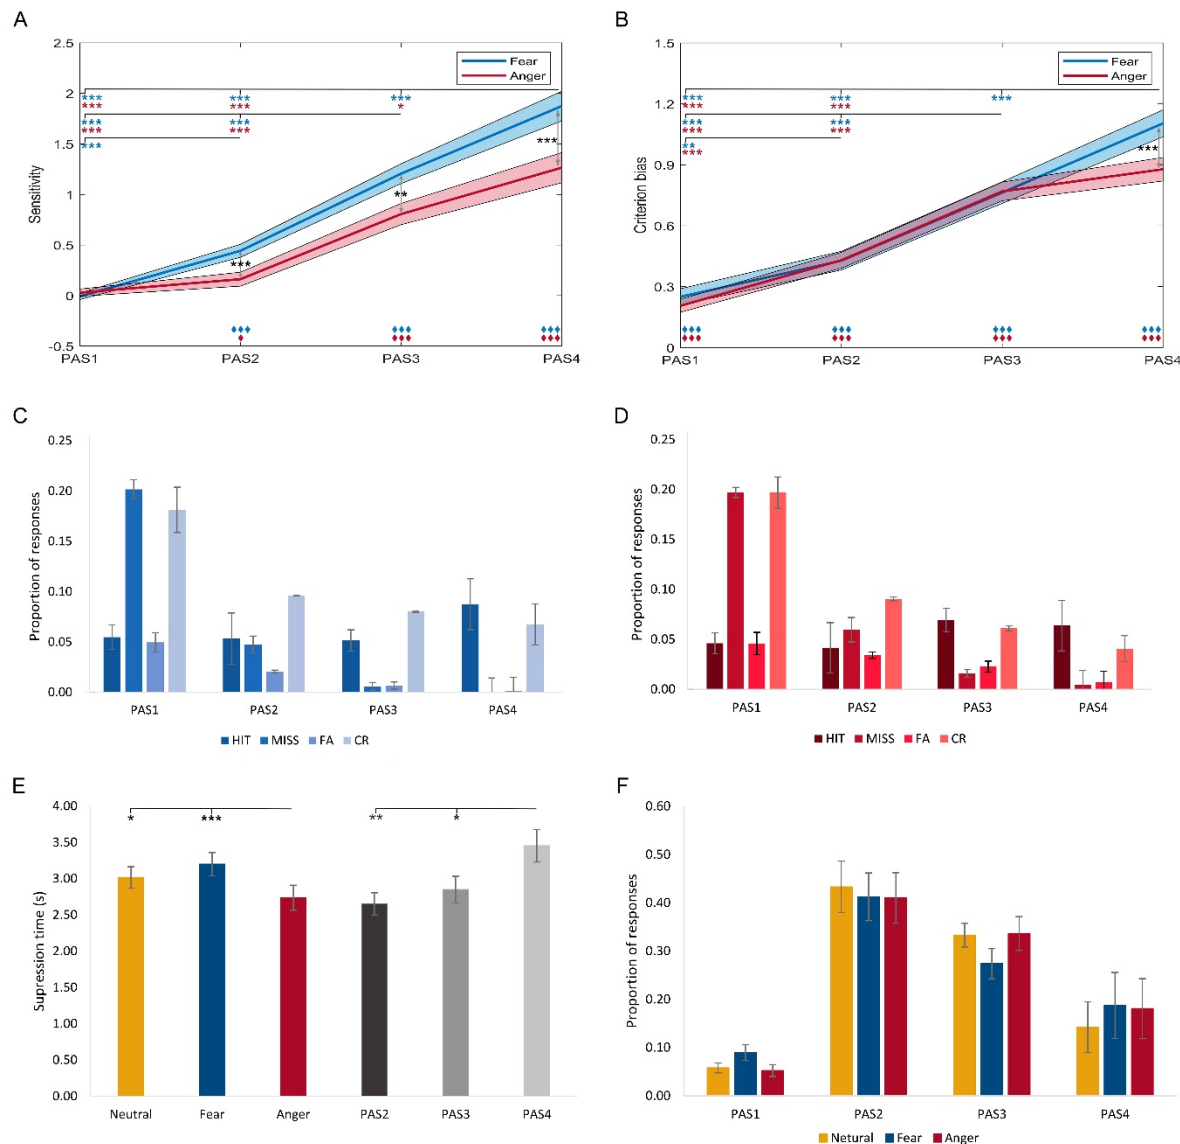 A
2.5
2
1.5
1
0.5
0
-0.5
Sensitivity
Fear
Anger
*** *** ***
*** *** *
*** ***
*** ***
***
***
**
***
♦♦♦ ♦♦♦ ♦♦♦
♦ ♦♦♦ ♦♦♦
PAS1 PAS2 PAS3 PAS4
B
1.5
1.2
0.9
0.6
0.3
0
Criterion bias
Fear
Anger
*** *** ***
*** ***
*** ***
*** ***
**
***
***
♦♦♦ ♦♦♦ ♦♦♦ ♦♦♦
♦♦♦ ♦♦♦ ♦♦♦ ♦♦♦
PAS1 PAS2 PAS3 PAS4
C
0.25
0.20
0.15
0.10
0.05
0.00
Proportion of responses
PAS1 PAS2 PAS3 PAS4
HIT MISS FA CR
D
0.25
0.20
0.15
0.10
0.05
0.00
Proportion of responses
PAS1 PAS2 PAS3 PAS4
HIT MISS FA CR
E
4.00
3.50
3.00
2.50
2.00
1.50
1.00
0.50
0.00
Supression time (s)
* *** ** *
Neutral Fear Anger PAS2 PAS3 PAS4
F
0.60
0.50
0.40
0.30
0.20
0.10
0.00
Proportion of responses
PAS1 PAS2 PAS3 PAS4
Netural Fear Anger